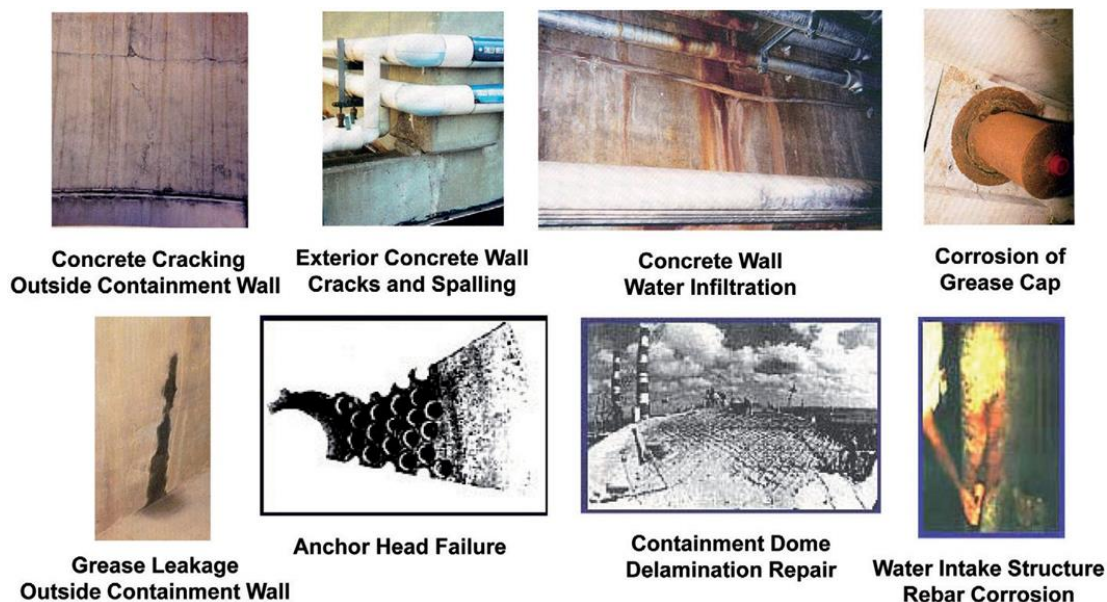 Concrete Cracking
Outside Containment Wall
Exterior Concrete Wall
Cracks and Spalling
Concrete Wall
Water Infiltration
Corrosion of
Grease Cap
Grease Leakage
Outside Containment Wall
Anchor Head Failure
Containment Dome
Delamination Repair
Water Intake Structure
Rebar Corrosion